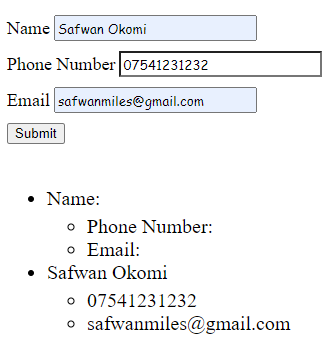 Name Safwan Okomi
Phone Number 07541231232
Email safwanmiles@gmail.com
Submit
Name:
Phone Number:
Email:
Safwan Okomi
07541231232
safwanmiles@gmail.com